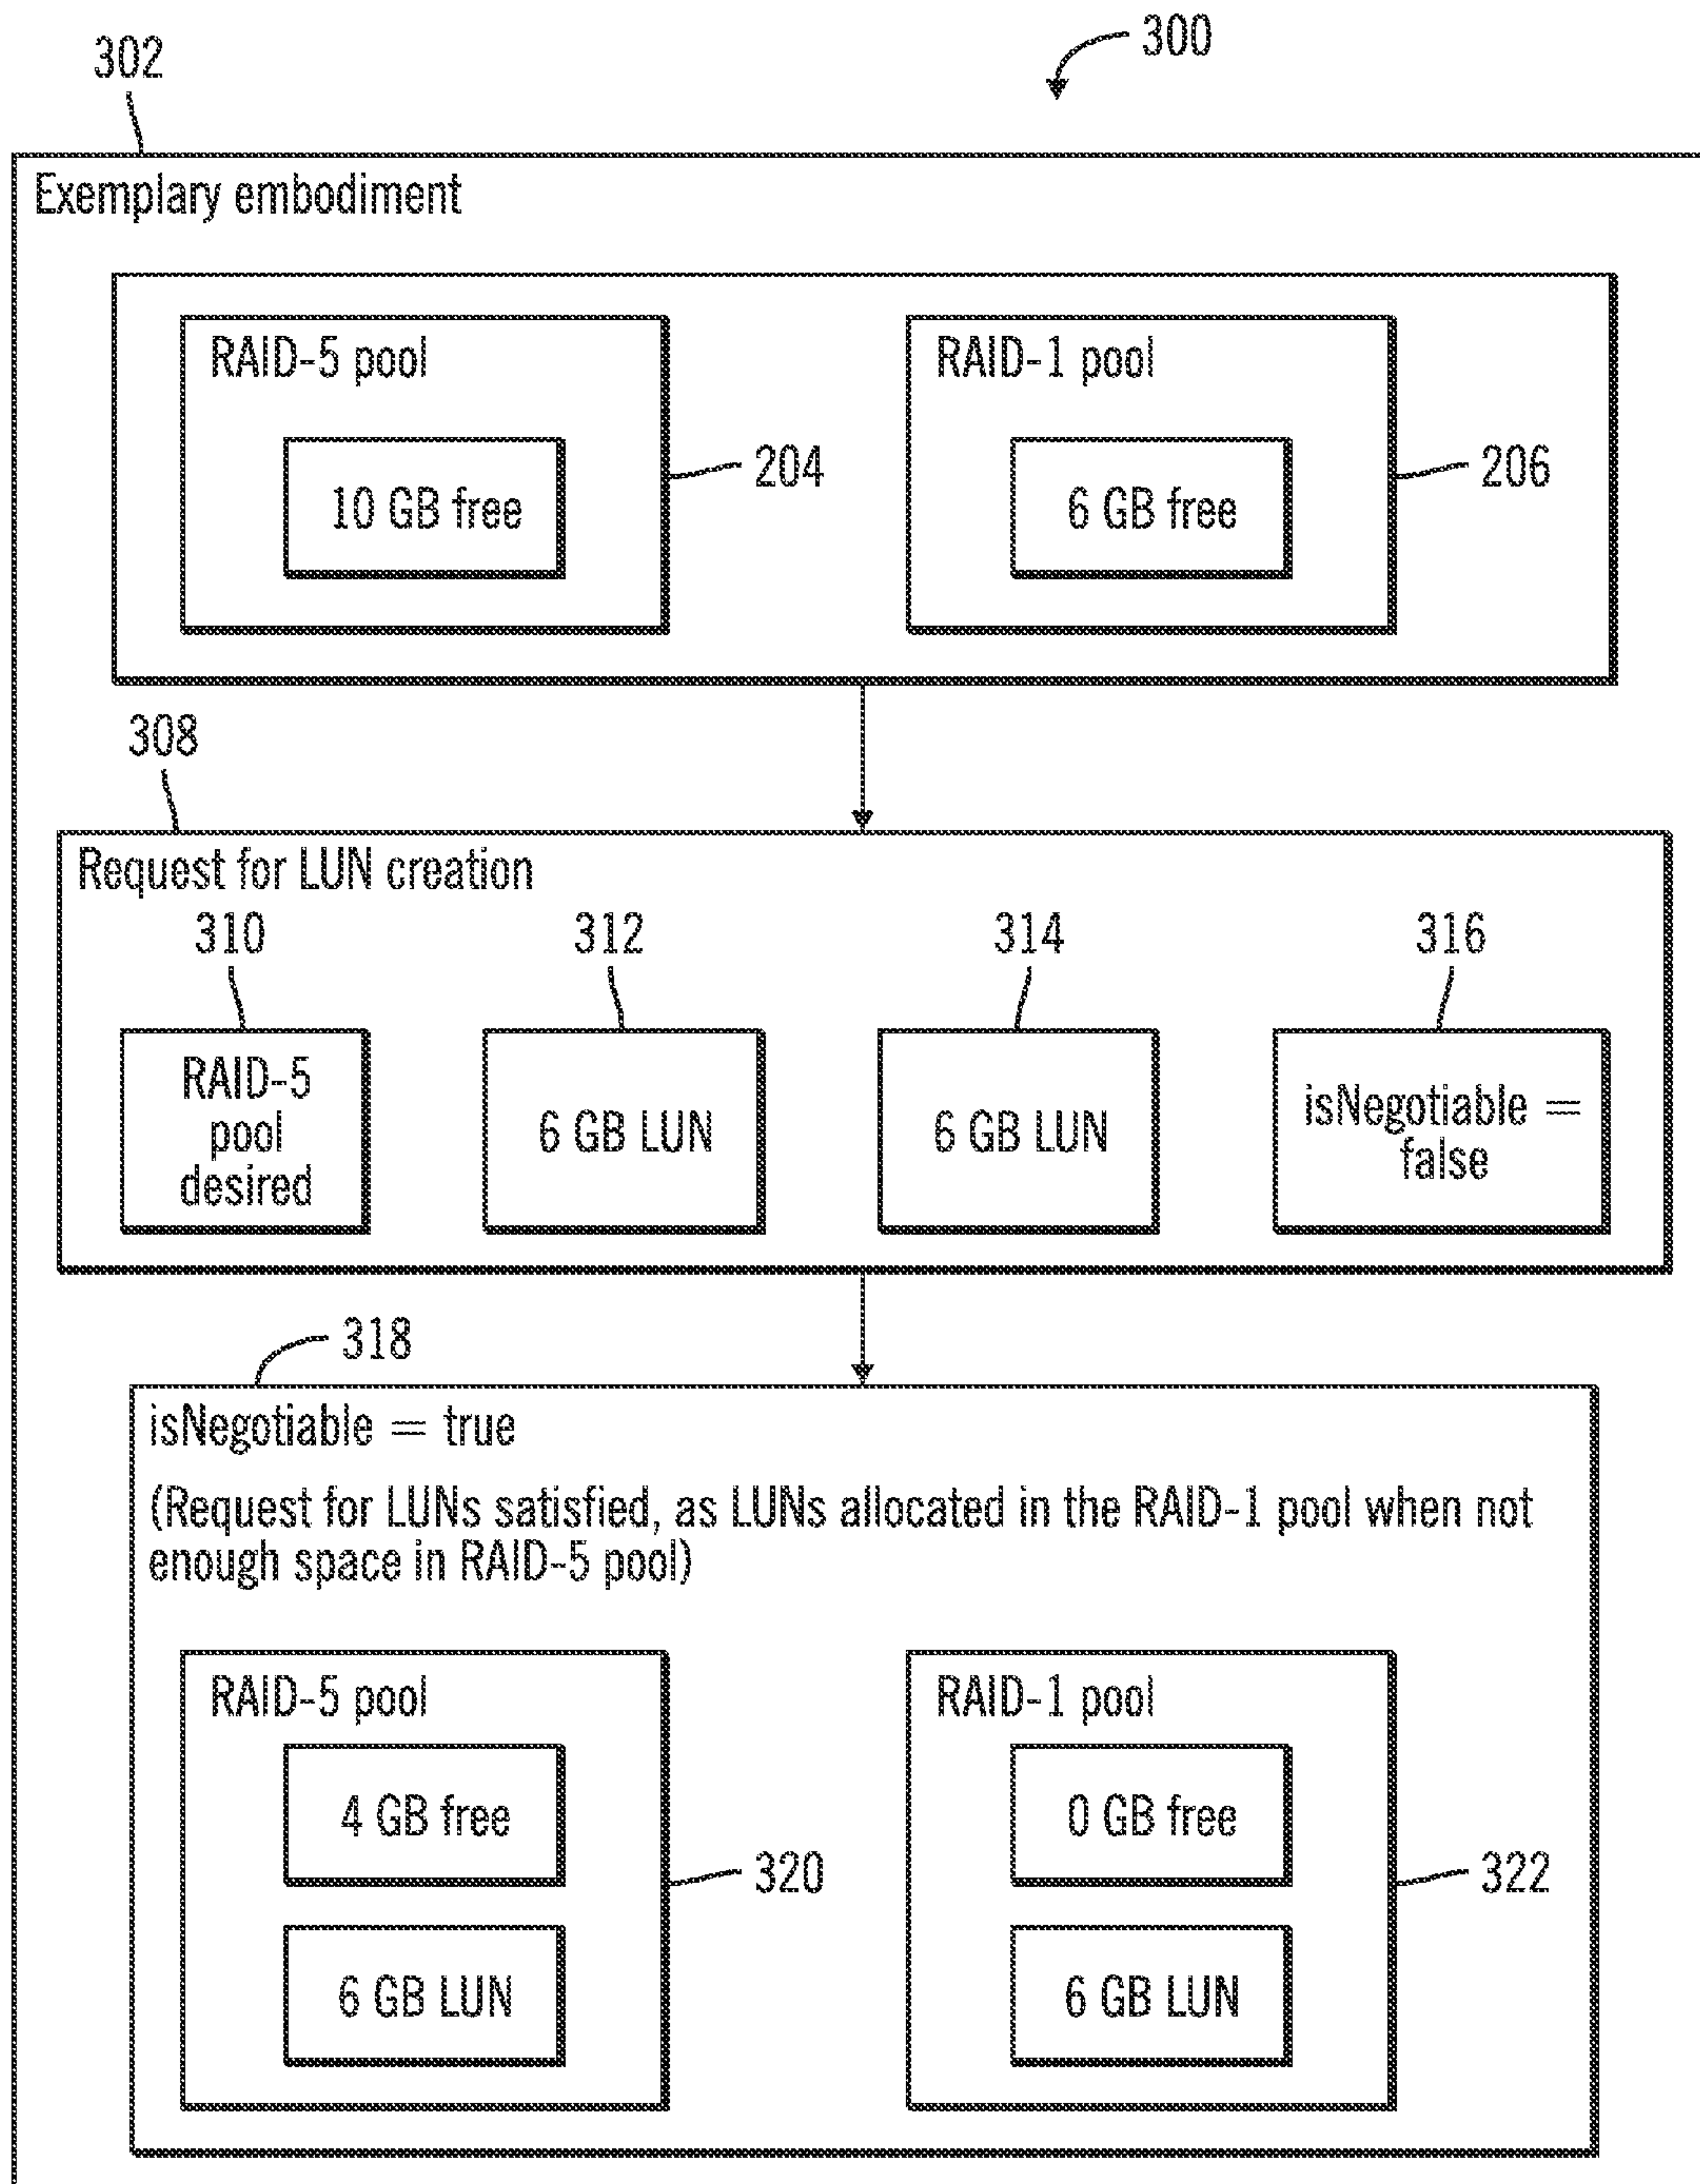 300
302
Exemplary embodiment
RAID-5 pool
10 GB free
204
RAID-1 pool
6 GB free
206
308
Request for LUN creation
310
RAID-5
pool
desired
312
6 GB LUN
314
6 GB LUN
316
isNegotiable =
false
318
isNegotiable = true
(Request for LUNs satisfied, as LUNs allocated in the RAID-1 pool when not
enough space in RAID-5 pool)
RAID-5 pool
4 GB free
6 GB LUN
320
RAID-1 pool
0 GB free
6 GB LUN
322